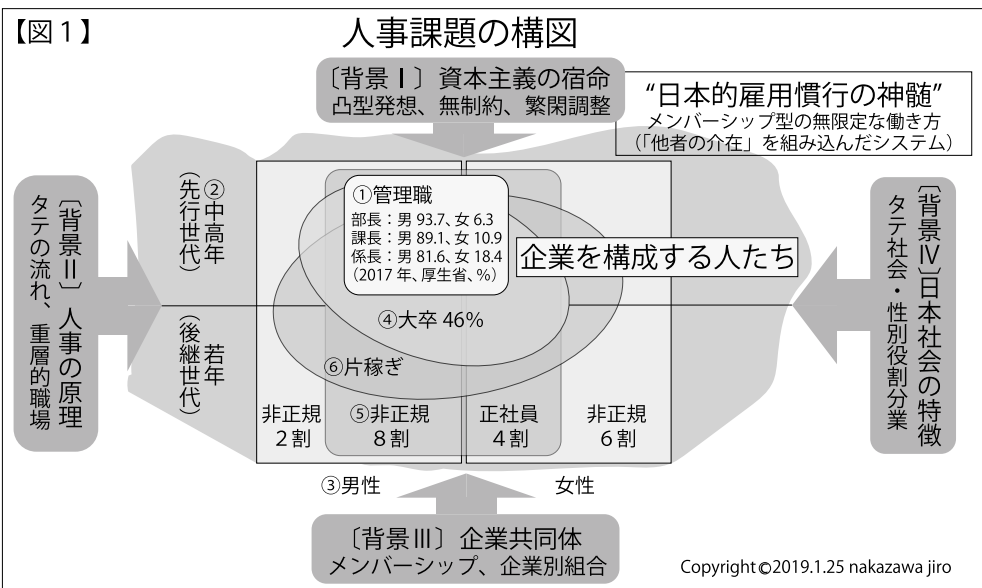 【図1】
人事課題の構図
〔背景Ⅰ〕資本主義の宿命
凸型発想、無制約、繁閑調整
“日本的雇用慣行の神髄”
メンバーシップ型の無限定な働き方
（「他者の介在」を組み込んだシステム）
〔背景Ⅱ〕人事の原理
タテの流れ、重層的職場
②中高年
（先行世代）
若年
（後継世代）
①管理職
部長：男 93.7、女 6.3
課長：男 89.1、女 10.9
係長：男 81.6、女 18.4
（2017 年、厚生省、%）
企業を構成する人たち
④大卒 46%
⑥片稼ぎ
非正規
2 割
⑤非正規
8 割
正社員
4 割
非正規
6 割
③男性
女性
〔背景Ⅳ〕日本社会の特徴
タテ社会・性別役割分業
〔背景Ⅲ〕企業共同体
メンバーシップ、企業別組合
Copyright©2019.1.25 nakazawa jiro